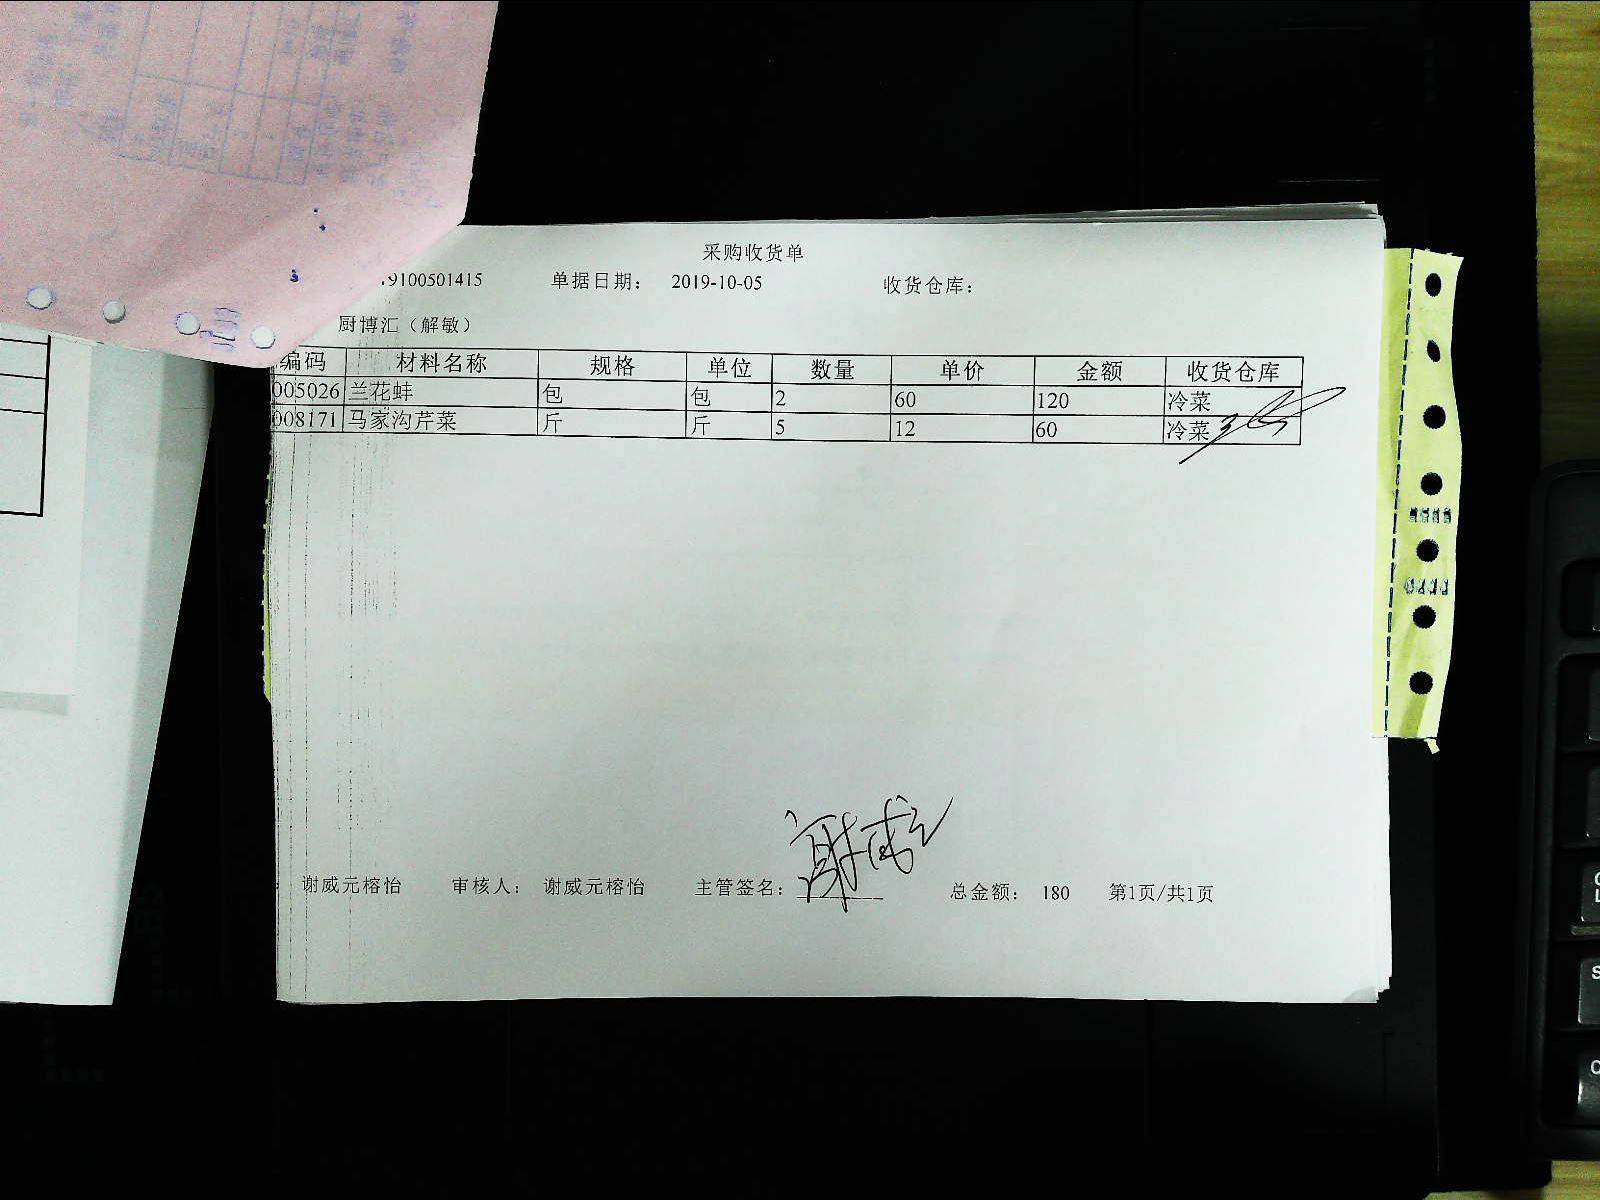 采购收货单
9100501415 单据日期： 2019-10-05 收货仓库：
厨博汇（解敏）
编码 材料名称 规格 单位 数量 单价 金额 收货仓库
005026 兰花蚌 包 包 2 60 120 冷菜
008171 马家沟芹菜 斤 斤 5 12 60 冷菜
谢威元榕怡 审核人： 谢威元榕怡 主管签名： 总金额： 180 第1页/共1页